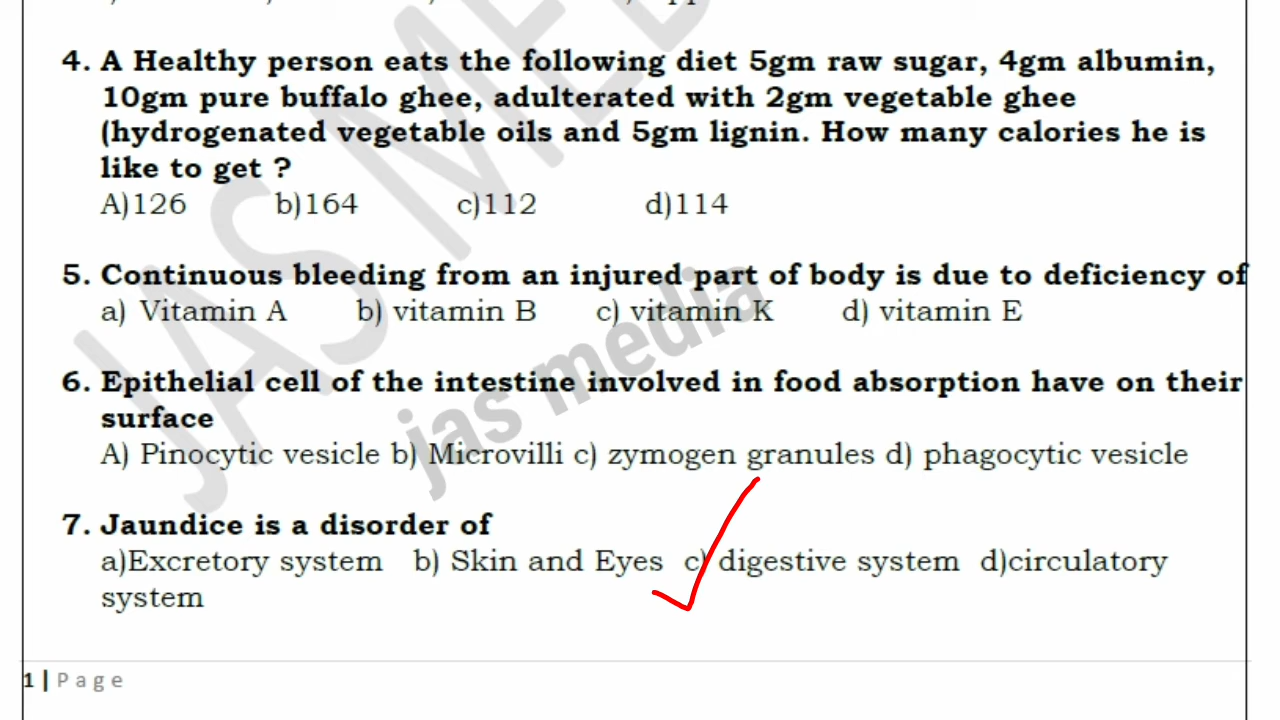 4. A Healthy person eats the following diet 5gm raw sugar, 4gm albumin,
10gm pure buffalo ghee, adulterated with 2gm vegetable ghee
(hydrogenated vegetable oils and 5gm lignin. How many calories he is
like to get ?
A)126 b)164 c)112 d)114
5. Continuous bleeding from an injured part of body is due to deficiency of
a) Vitamin A b) vitamin B c) vitamin K d) vitamin E
6. Epithelial cell of the intestine involved in food absorption have on their
surface
A) Pinocytic vesicle b) Microvilli c) zymogen granules d) phagocytic vesicle
jas media
7. Jaundice is a disorder of
a)Excretory system b) Skin and Eyes c) digestive system d)circulatory
system
1 | Page